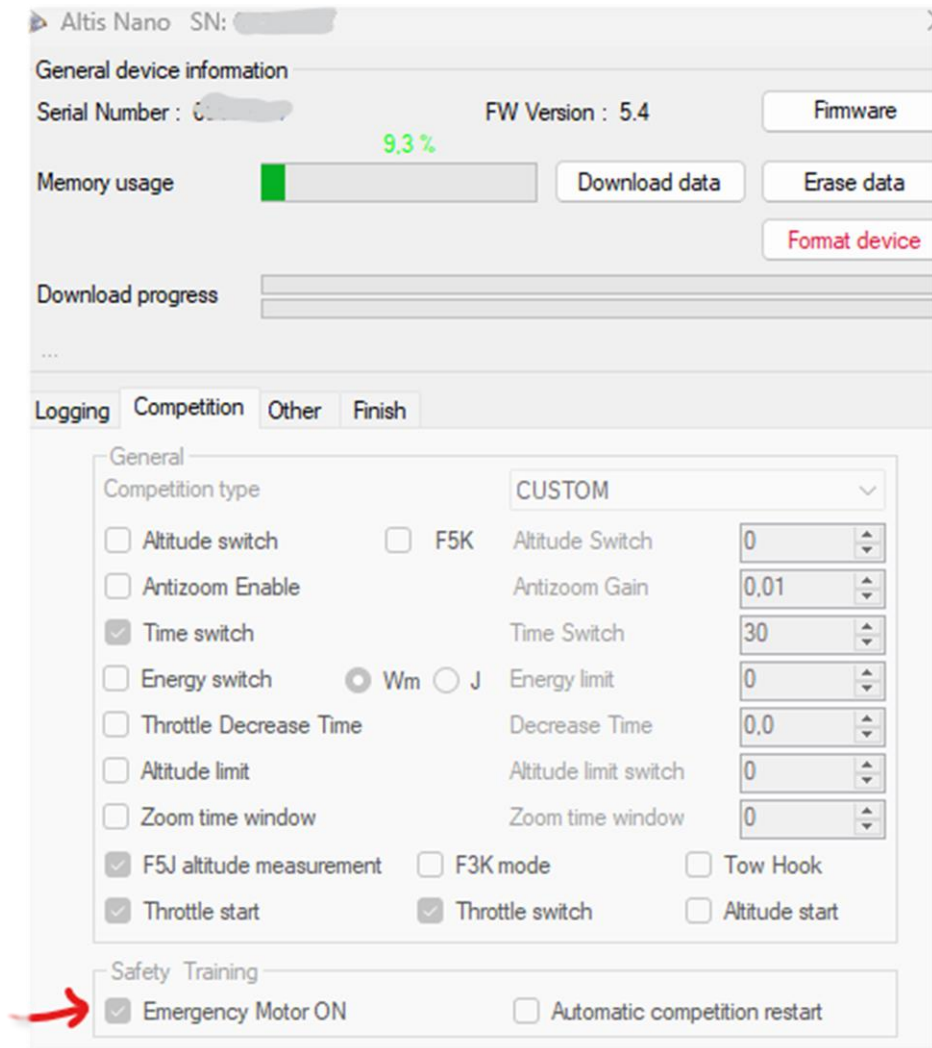 Altis Nano SN:
General device information
Serial Number : FW Version : 5.4 Firmware
9,3 %
Memory usage Download data Erase data
Format device
Download progress
...
Logging Competition Other Finish
General
Competition type CUSTOM
Altitude switch F5K Altitude Switch 0
Antizoom Enable Antizoom Gain 0,01
Time switch Time Switch 30
Energy switch Wm J Energy limit 0
Throttle Decrease Time Decrease Time 0,0
Altitude limit Altitude limit switch 0
Zoom time window Zoom time window 0
F5J altitude measurement F3K mode Tow Hook
Throttle start Throttle switch Altitude start
Safety Training
Emergency Motor ON Automatic competition restart